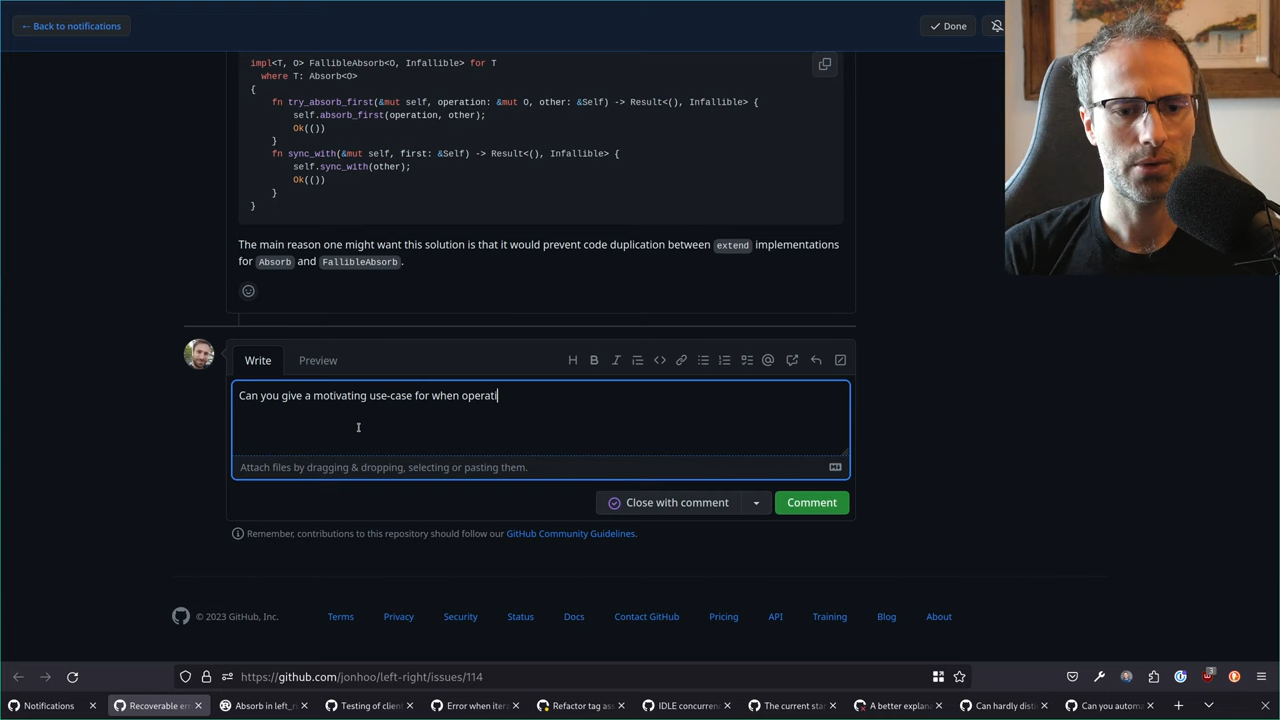 ← Back to notifications
Done
impl<T, O> FallibleAbsorb<O, Infallible> for T
where T: Absorb<O>
{
fn try_absorb_first(&mut self, operation: &mut O, other: &Self) -> Result<(), Infallible> {
self.absorb_first(operation, other);
Ok(())
}
fn sync_with(&mut self, first: &Self) -> Result<(), Infallible> {
self.sync_with(other);
Ok(())
}
}
The main reason one might want this solution is that it would prevent code duplication between extend implementations
for Absorb and FallibleAbsorb.
Write
Preview
Can you give a motivating use-case for when operati
Attach files by dragging & dropping, selecting or pasting them.
Close with comment
Comment
Remember, contributions to this repository should follow our GitHub Community Guidelines.
© 2023 GitHub, Inc.
Terms
Privacy
Security
Status
Docs
Contact GitHub
Pricing
API
Training
Blog
About
https://github.com/jonhoo/left-right/issues/114
3
Notifications
Recoverable er
Absorb in left_r
Testing of client
Error when iter
Refactor tag ass
IDLE concurrenc
The current sta
A better explana
Can hardly disti
Can you automa